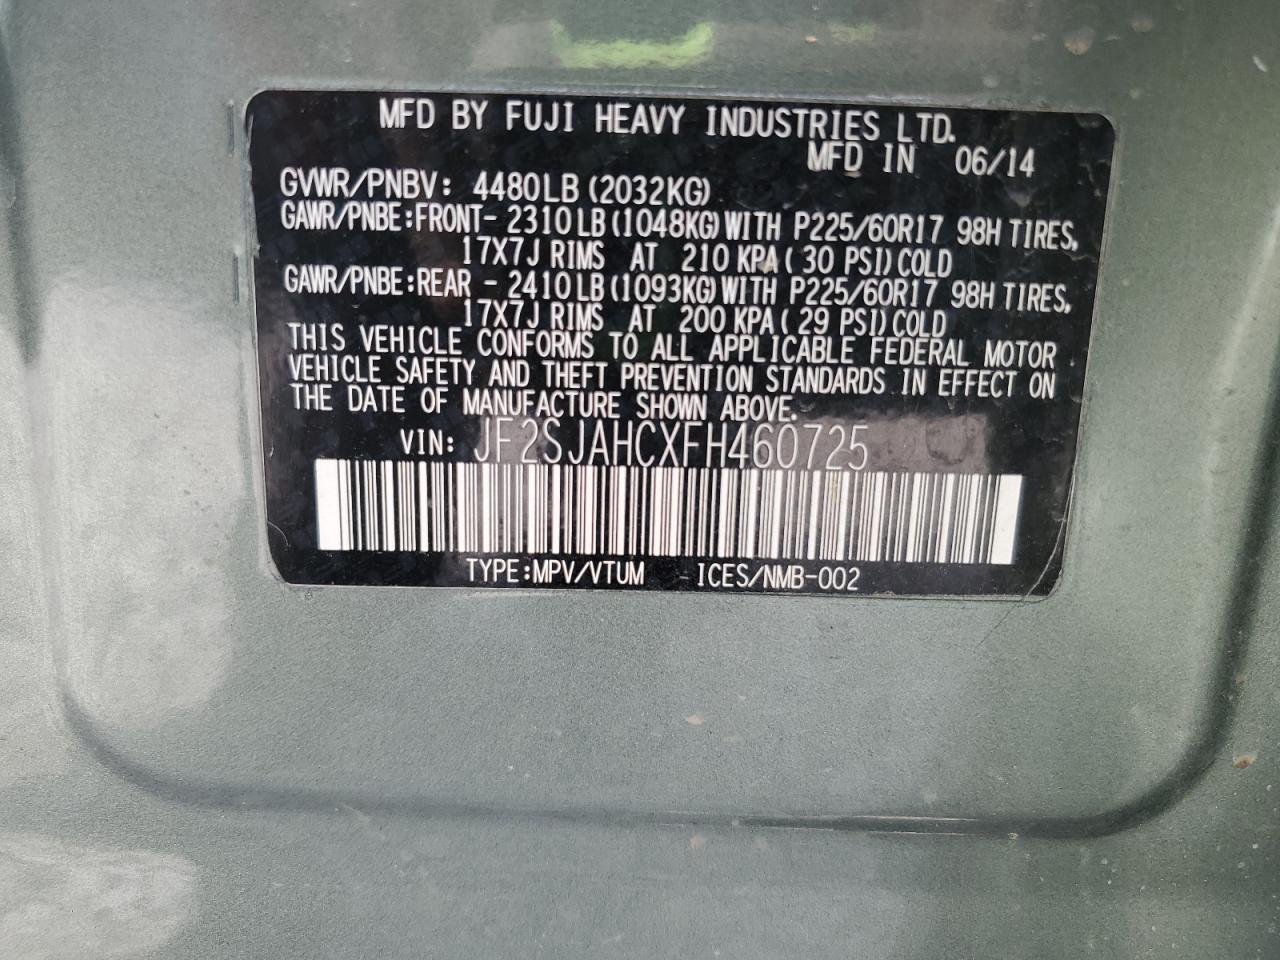 MFD BY FUJI HEAVY INDUSTRIES LTD.
MFD IN 06/14
GVWR/PNBV: 4480LB (2032KG)
GAWR/PNBE:FRONT- 2310LB (1048KG) WITH P225/60R17 98H TIRES,
17X7J RIMS AT 210 KPA ( 30 PSI) COLD
GAWR/PNBE:REAR - 2410LB (1093KG) WITH P225/60R17 98H TIRES,
17X7J RIMS AT 200 KPA ( 29 PSI) COLD
THIS VEHICLE CONFORMS TO ALL APPLICABLE FEDERAL MOTOR
VEHICLE SAFETY AND THEFT PREVENTION STANDARDS IN EFFECT ON
THE DATE OF MANUFACTURE SHOWN ABOVE.
VIN: JF2SJAHCXFH460725
TYPE:MPV/VTUM ICES/NMB-002